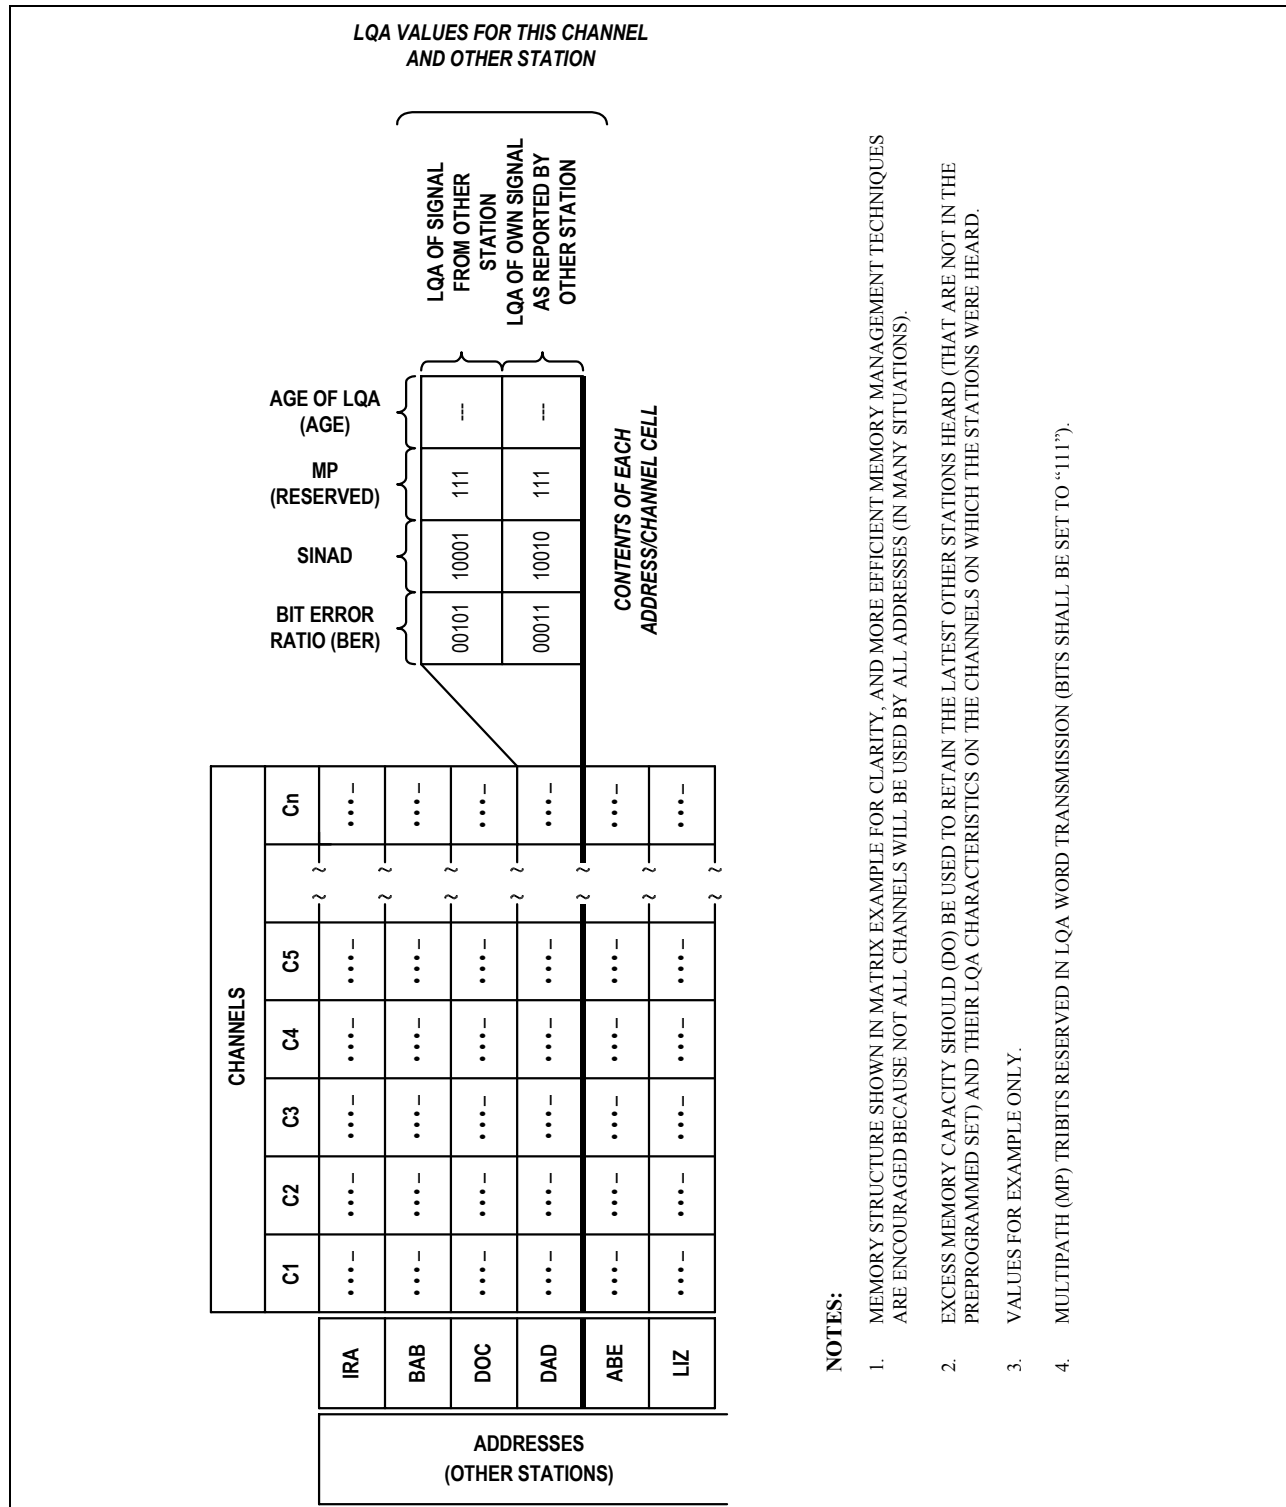 LQA VALUES FOR THIS CHANNEL
AND OTHER STATION
LQA OF SIGNAL
FROM OTHER
STATION
LQA OF OWN SIGNAL
AS REPORTED BY
OTHER STATION
AGE OF LQA
(AGE)
MP
(RESERVED)
SINAD
BIT ERROR
RATIO (BER)
--- ---
111 111
10001 10010
00101 00011
CONTENTS OF EACH
ADDRESS/CHANNEL CELL
CHANNELS
C1 C2 C3 C4 C5 ~ ~ Cn
IRA ••••– ••••– ••••– ••••– ••••– ~ ~ ••••–
BAB ••••– ••••– ••••– ••••– ••••– ~ ~ ••••–
DOC ••••– ••••– ••••– ••••– ••••– ~ ~ ••••–
DAD ••••– ••••– ••••– ••••– ••••– ~ ~ ••••–
ABE ••••– ••••– ••••– ••••– ••••– ~ ~ ••••–
LIZ ••••– ••••– ••••– ••••– ••••– ~ ~ ••••–
ADDRESSES
(OTHER STATIONS)
NOTES:
1. MEMORY STRUCTURE SHOWN IN MATRIX EXAMPLE FOR CLARITY, AND MORE EFFICIENT MEMORY MANAGEMENT TECHNIQUES
ARE ENCOURAGED BECAUSE NOT ALL CHANNELS WILL BE USED BY ALL ADDRESSES (IN MANY SITUATIONS).
2. EXCESS MEMORY CAPACITY SHOULD (DO) BE USED TO RETAIN THE LATEST OTHER STATIONS HEARD (THAT ARE NOT IN THE
PREPROGRAMMED SET) AND THEIR LQA CHARACTERISTICS ON THE CHANNELS ON WHICH THE STATIONS WERE HEARD.
3. VALUES FOR EXAMPLE ONLY.
4. MULTIPATH (MP) TRIBITS RESERVED IN LQA WORD TRANSMISSION (BITS SHALL BE SET TO “111”).